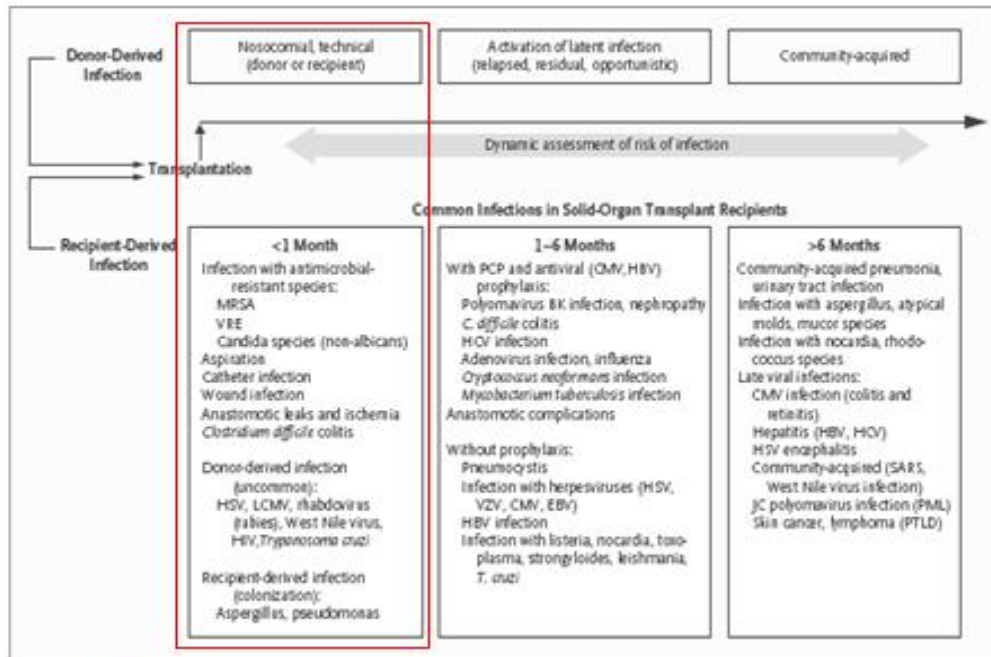 Donor-Derived
Infection
Nosocomial, technical
(donor or recipient)
Activation of latent infection
(relapsed, residual, opportunistic)
Community-acquired
Dynamic assessment of risk of infection
Transplantation
Recipient-Derived
Infection
Common Infections in Solid-Organ Transplant Recipients
<1 Month
Infection with antimicrobial-
resistant species:
MRSA
VRE
Candida species (non-albicans)
Aspiration
Catheter infection
Wound infection
Anastomotic leaks and ischemia
Clostridium difficile colitis
Donor-derived infection
(uncommon):
HSV, LCMV, rhabdovirus
(rabies), West Nile virus,
HIV, Trypanosoma cruzi
Recipient-derived infection
(colonization):
Aspergillus, pseudomonas
1–6 Months
With PCP and antiviral (CMV, HBV)
prophylaxis:
Polyomavirus BK infection, nephropathy
C. difficile colitis
HCV infection
Adenovirus infection, influenza
Cryptococcus neoformans infection
Mycobacterium tuberculosis infection
Anastomotic complications
Without prophylaxis:
Pneumocystis
Infection with herpesviruses (HSV,
VZV, CMV, EBV)
HBV infection
Infection with listeria, nocardia, toxo-
plasma, strongyloides, leishmania,
T. cruzi
>6 Months
Community-acquired pneumonia,
urinary tract infection
Infection with aspergillus, atypical
molds, mucor species
Infection with nocardia, rhodo-
coccus species
Late viral infections:
CMV infection (colitis and
retinitis)
Hepatitis (HBV, HCV)
HSV encephalitis
Community-acquired (SARS,
West Nile virus infection)
JC polyomavirus infection (PML)
Skin cancer, lymphoma (PTLD)